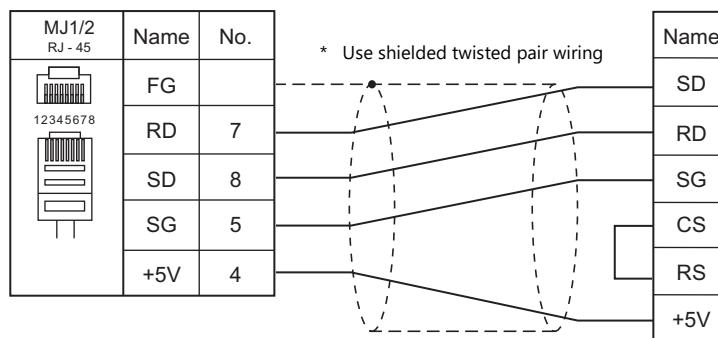 MJ1/2 RJ - 45 Name No.
* Use shielded twisted pair wiring
Name
12345678
FG
RD 7
SD 8
SG 5
+5V 4
SD
RD
SG
CS
RS
+5V